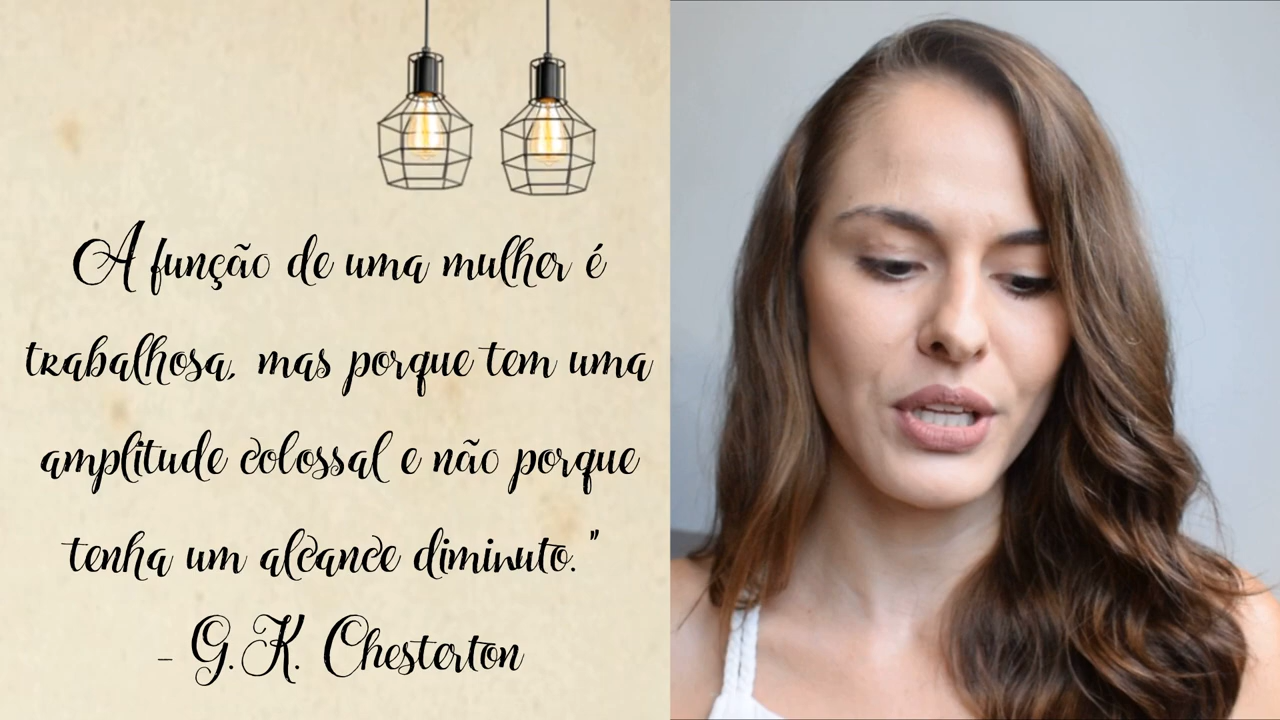 A função de uma mulher é
trabalhosa, mas porque tem uma
amplitude colossal e não porque
tenha um alcance diminuto."
- G.K. Chesterton